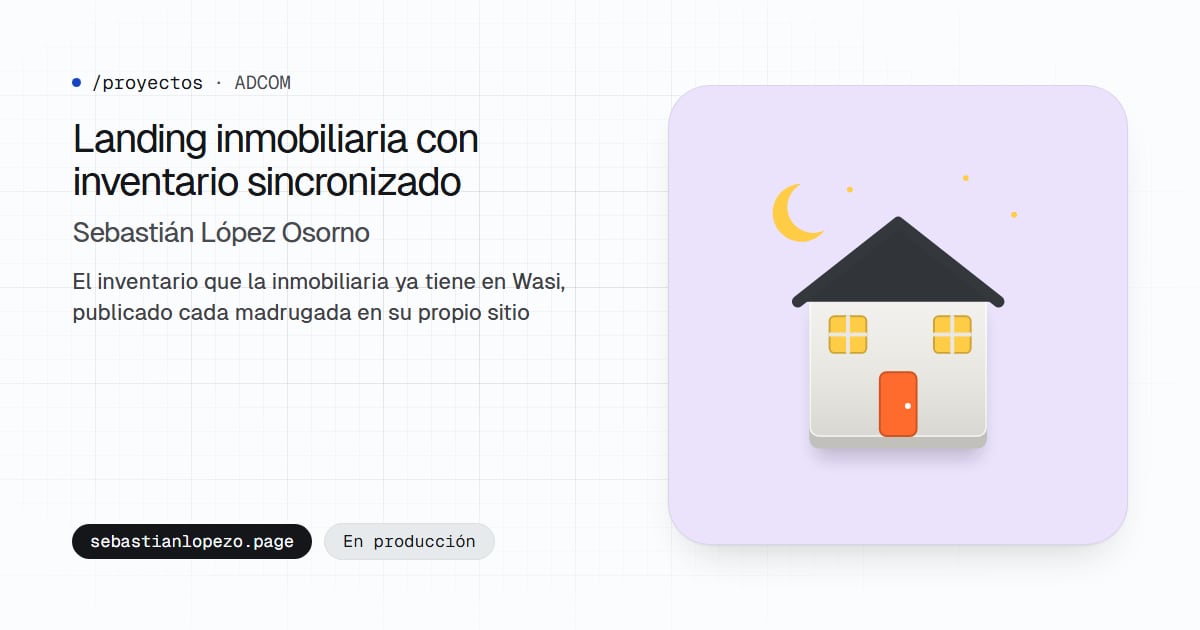 /proyectos · ADCOM
Landing inmobiliaria con
inventario sincronizado
Sebastián López Osorno
El inventario que la inmobiliaria ya tiene en Wasi,
publicado cada madrugada en su propio sitio
sebastianlopezo.page
En producción